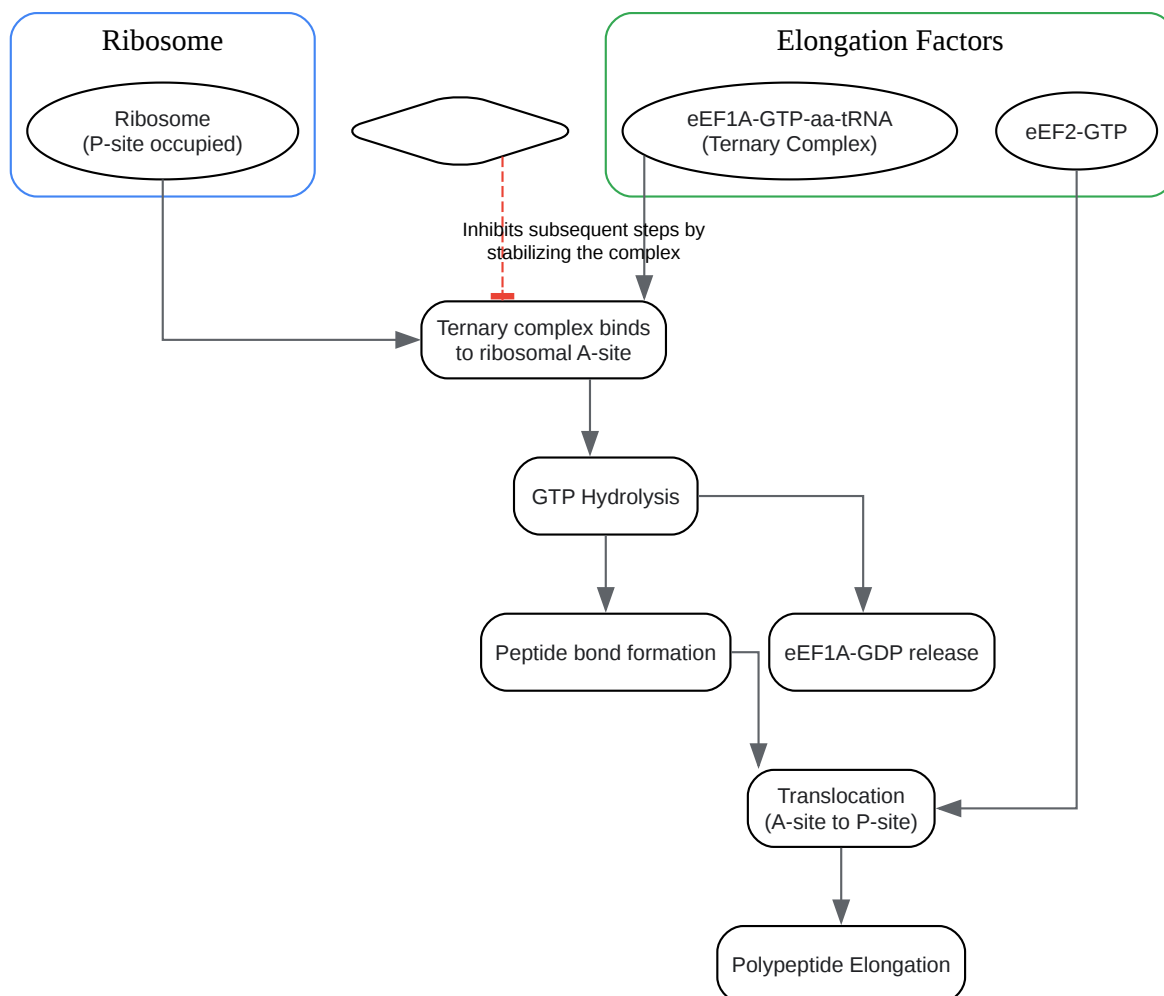 Ribosome
Elongation Factors
Ribosome
(P-site occupied)
eEF1A-GTP-aa-tRNA
(Ternary Complex)
eEF2-GTP
Inhibits subsequent steps by
stabilizing the complex
Ternary complex binds
to ribosomal A-site
GTP Hydrolysis
Peptide bond formation
eEF1A-GDP release
Translocation
(A-site to P-site)
Polypeptide Elongation